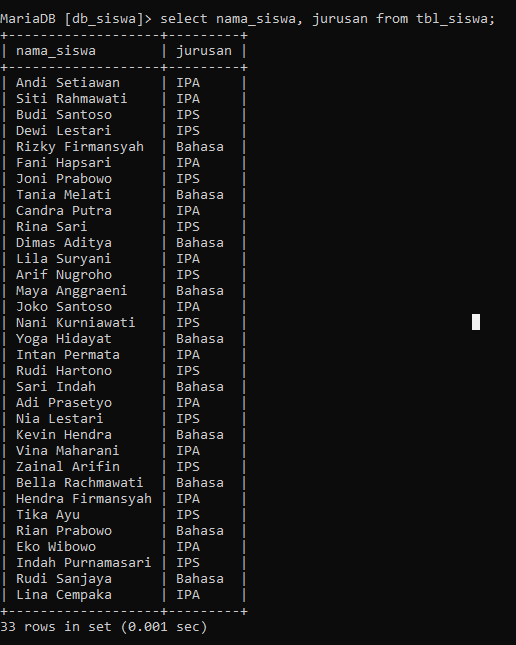 MariaDB [db_siswa]> select nama_siswa, jurusan from tbl_siswa;
+-------------------+---------+
| nama_siswa        | jurusan |
+-------------------+---------+
| Andi Setiawan     | IPA     |
| Siti Rahmawati    | IPA     |
| Budi Santoso      | IPS     |
| Dewi Lestari      | IPS     |
| Rizky Firmansyah  | Bahasa  |
| Fani Hapsari      | IPA     |
| Joni Prabowo      | IPS     |
| Tania Melati      | Bahasa  |
| Candra Putra      | IPA     |
| Rina Sari         | IPS     |
| Dimas Aditya      | Bahasa  |
| Lila Suryani      | IPA     |
| Arif Nugroho      | IPS     |
| Maya Anggraeni    | Bahasa  |
| Joko Santoso      | IPA     |
| Nani Kurniawati   | IPS     |
| Yoga Hidayat      | Bahasa  |
| Intan Permata     | IPA     |
| Rudi Hartono      | IPS     |
| Sari Indah        | Bahasa  |
| Adi Prasetyo      | IPA     |
| Nia Lestari       | IPS     |
| Kevin Hendra      | Bahasa  |
| Vina Maharani     | IPA     |
| Zainal Arifin     | IPS     |
| Bella Rachmawati  | Bahasa  |
| Hendra Firmansyah | IPA     |
| Tika Ayu          | IPS     |
| Rian Prabowo      | Bahasa  |
| Eko Wibowo        | IPA     |
| Indah Purnamasari | IPS     |
| Rudi Sanjaya      | Bahasa  |
| Lina Cempaka      | IPA     |
+-------------------+---------+
33 rows in set (0.001 sec)